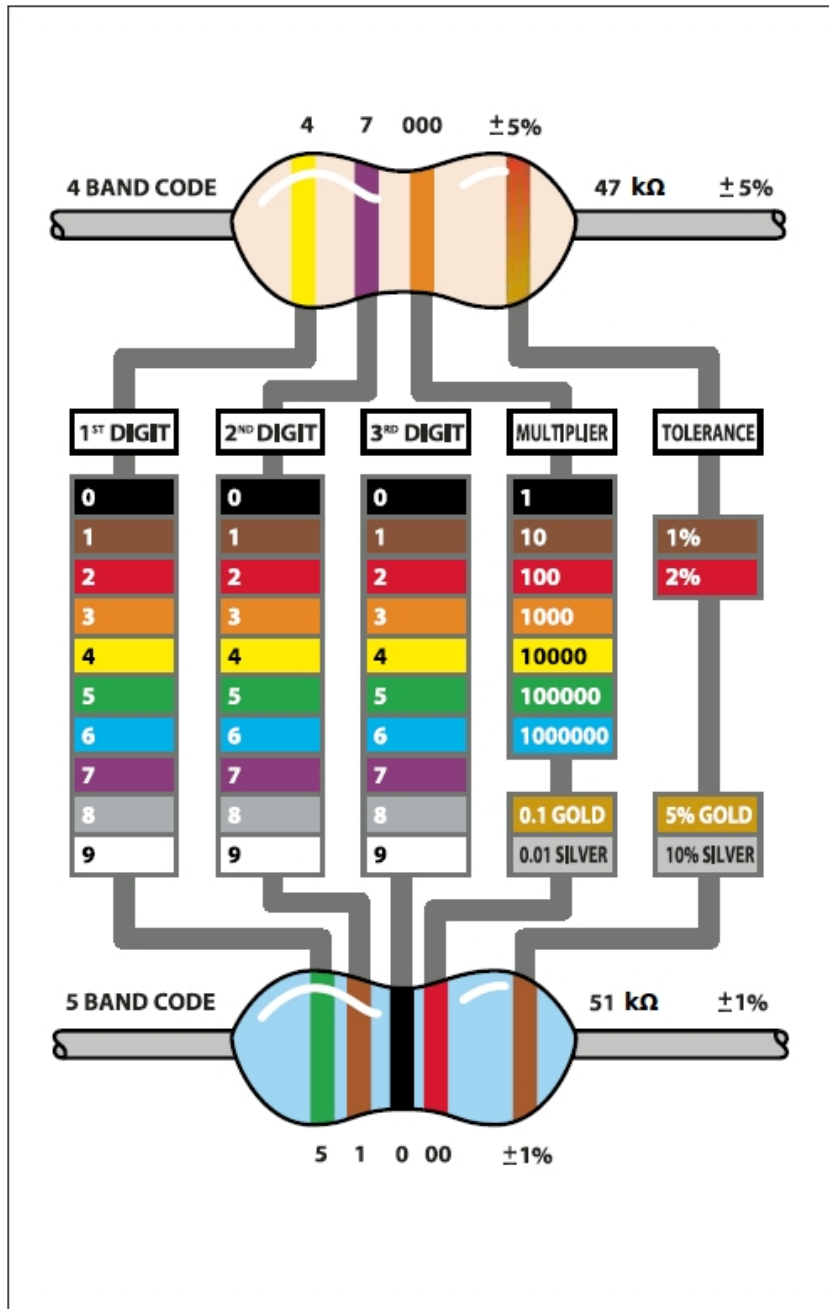 4 7 000 ±5%
4 BAND CODE 47 kΩ ±5%
1ST DIGIT 2ND DIGIT 3RD DIGIT MULTIPLIER TOLERANCE
0 0 0 1
1 1 1 10 1%
2 2 2 100 2%
3 3 3 1000
4 4 4 10000
5 5 5 100000
6 6 6 1000000
7 7 7
8 8 8 0.1 GOLD 5% GOLD
9 9 9 0.01 SILVER 10% SILVER
5 BAND CODE 51 kΩ ±1%
5 1 0 00 ±1%